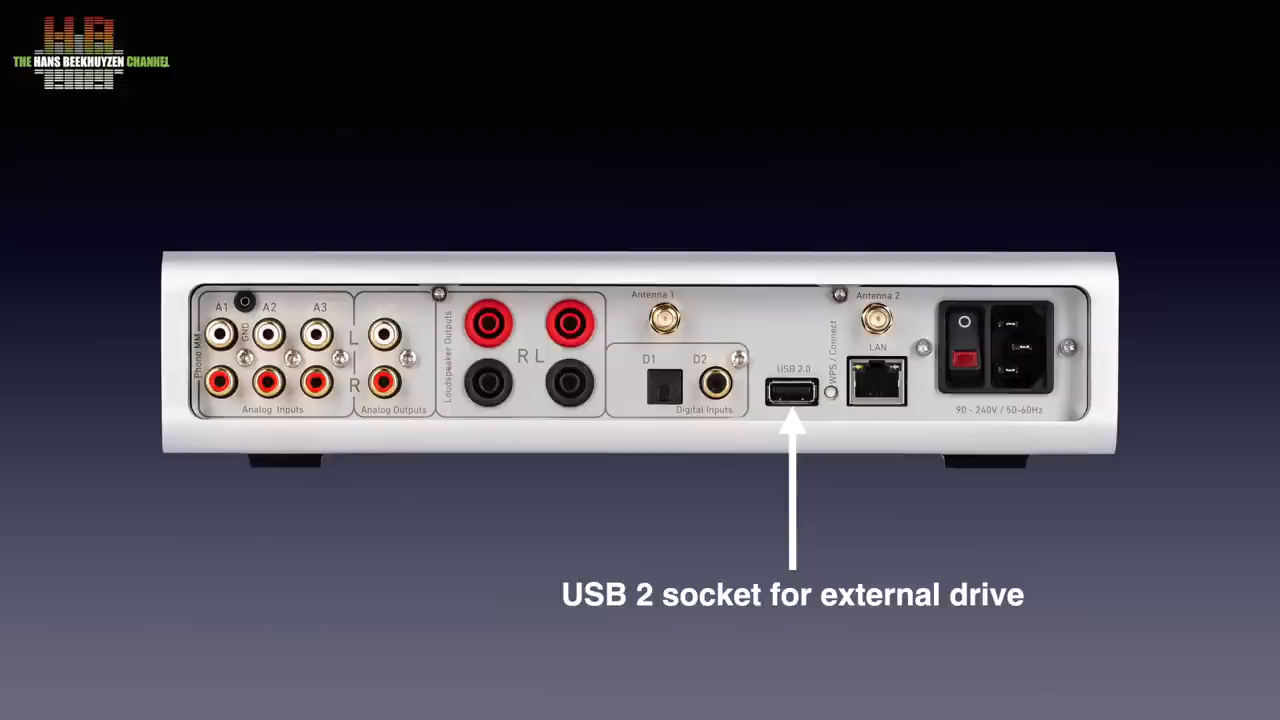 THE HANS BEEKHUYZEN CHANNEL
A1
A2
A3
GND
Phono MM
L
R
Analog Inputs
Analog Outputs
Loudspeaker Outputs
R L
Antenna 1
D1
D2
Digital Inputs
USB 2.0
WPS / Connect
Antenna 2
LAN
90 - 240V / 50-60Hz
USB 2 socket for external drive